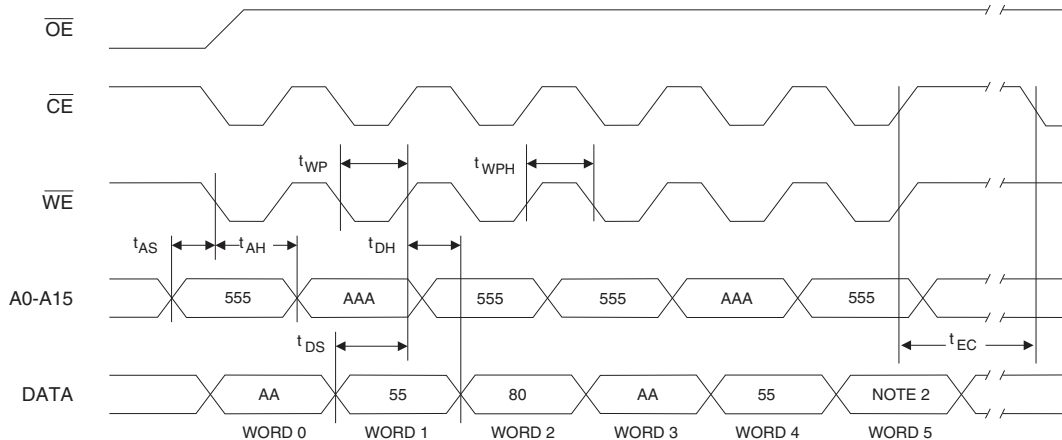 OE
CE
tWP
tWPH
WE
tAS
tAH
tDH
A0-A15
555
AAA
555
555
AAA
555
tDS
tEC
DATA
AA
55
80
AA
55
NOTE 2
WORD 0
WORD 1
WORD 2
WORD 3
WORD 4
WORD 5